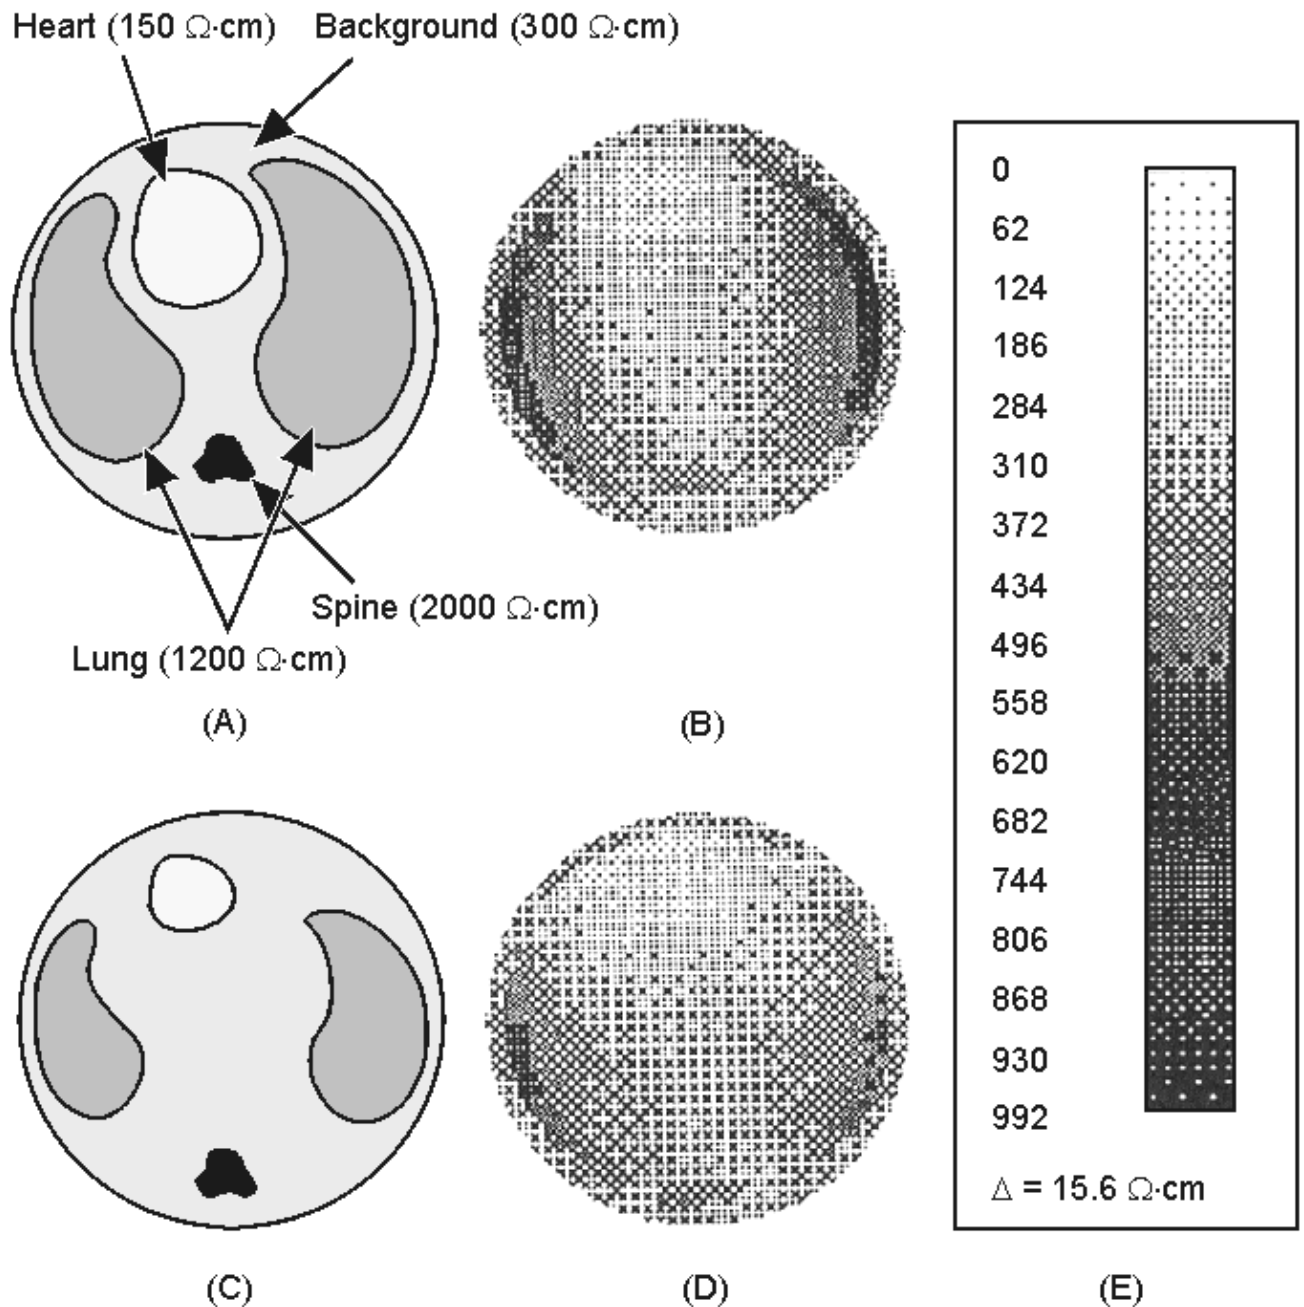 Heart (150 Ω·cm)
Background (300 Ω·cm)
Spine (2000 Ω·cm)
Lung (1200 Ω·cm)
(A)
(B)
0
62
124
186
284
310
372
434
496
558
620
682
744
806
868
930
992
Δ = 15.6 Ω·cm
(C)
(D)
(E)